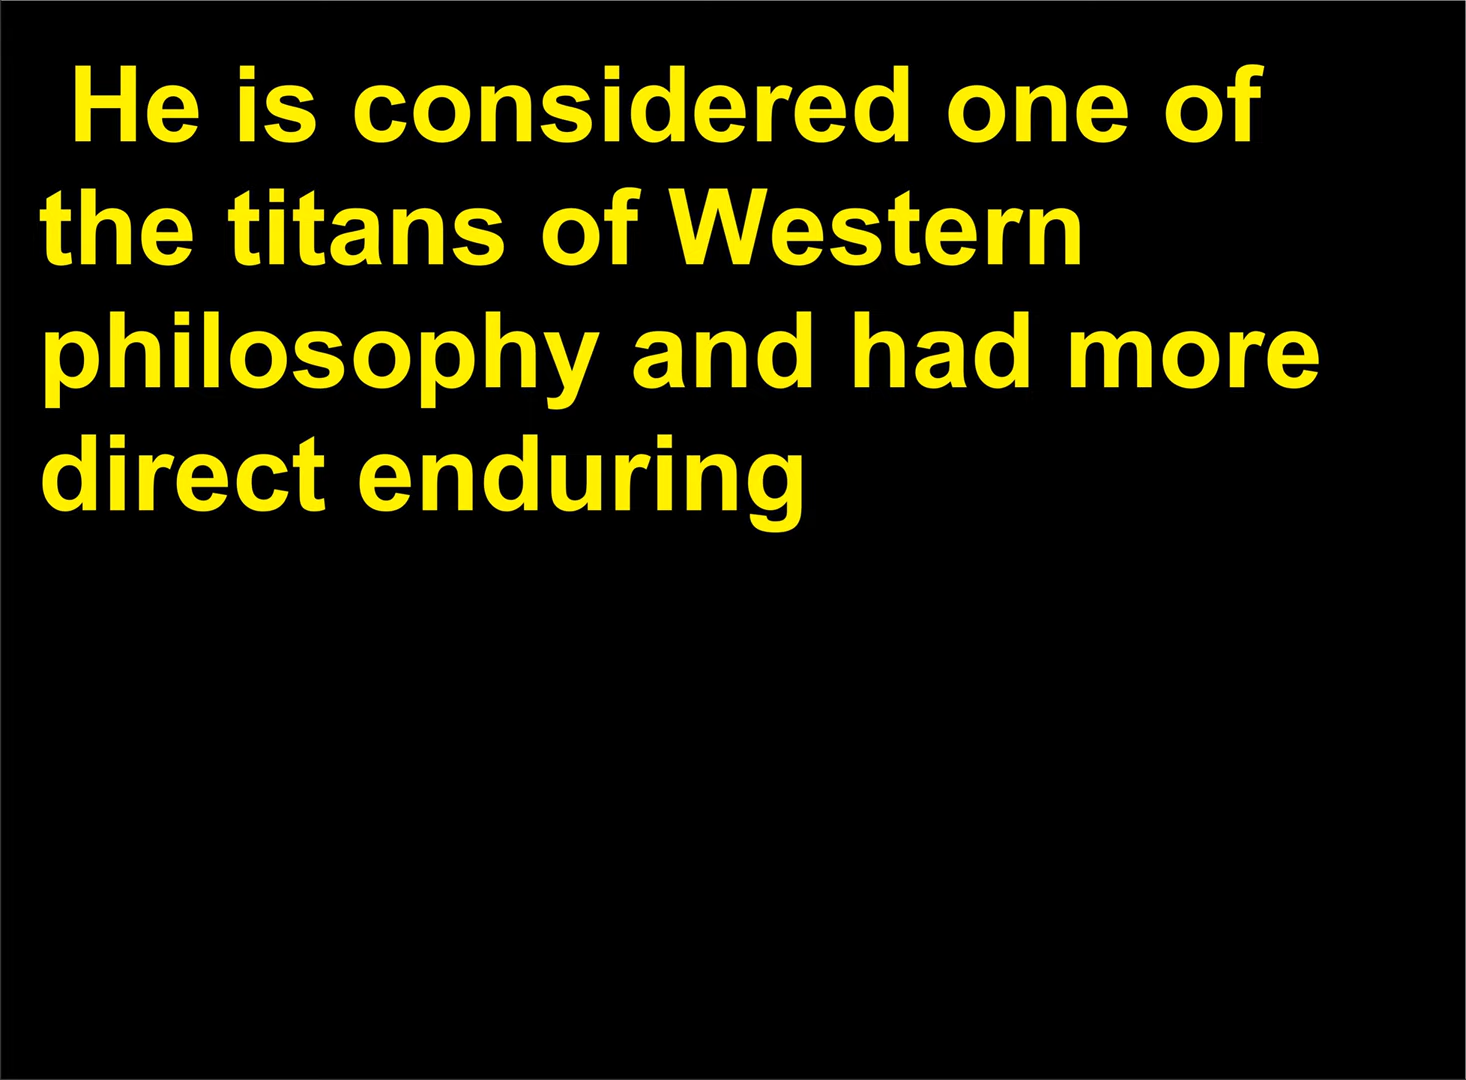 He is considered one of
the titans of Western
philosophy and had more
direct enduring